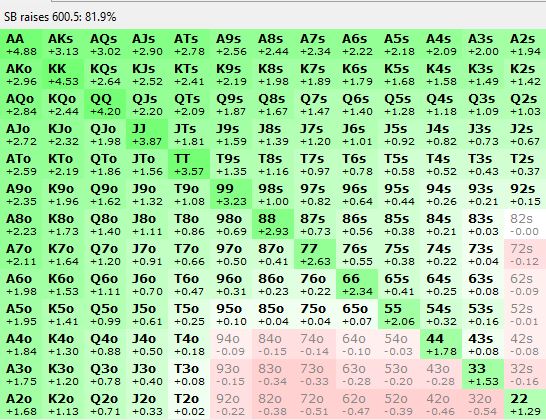 SB raises 600.5: 81.9%
AA AKs AQs AJs ATs A9s A8s A7s A6s A5s A4s A3s A2s
+4.88 +3.13 +3.02 +2.90 +2.78 +2.56 +2.44 +2.34 +2.22 +2.18 +2.09 +2.00 +1.94
AKo KK KQs KJs KTs K9s K8s K7s K6s K5s K4s K3s K2s
+2.96 +4.53 +2.64 +2.52 +2.41 +2.19 +1.98 +1.89 +1.79 +1.68 +1.58 +1.49 +1.42
AQo KQo QQ QJs QTs Q9s Q8s Q7s Q6s Q5s Q4s Q3s Q2s
+2.84 +2.44 +4.20 +2.20 +2.09 +1.87 +1.67 +1.47 +1.40 +1.28 +1.18 +1.09 +1.03
AJo KJo QJo JJ JTs J9s J8s J7s J6s J5s J4s J3s J2s
+2.72 +2.32 +1.98 +3.87 +1.81 +1.59 +1.39 +1.20 +1.01 +0.92 +0.82 +0.73 +0.67
ATo KTo QTo JTo TT T9s T8s T7s T6s T5s T4s T3s T2s
+2.59 +2.19 +1.86 +1.56 +3.57 +1.35 +1.16 +0.97 +0.78 +0.58 +0.52 +0.43 +0.37
A9o K9o Q9o J9o T9o 99 98s 97s 96s 95s 94s 93s 92s
+2.35 +1.96 +1.62 +1.32 +1.08 +3.23 +1.00 +0.82 +0.64 +0.44 +0.26 +0.21 +0.15
A8o K8o Q8o J8o T8o 98o 88 87s 86s 85s 84s 83s 82s
+2.23 +1.73 +1.40 +1.11 +0.86 +0.69 +2.93 +0.73 +0.56 +0.38 +0.21 +0.03 -0.00
A7o K7o Q7o J7o T7o 97o 87o 77 76s 75s 74s 73s 72s
+2.11 +1.64 +1.20 +0.91 +0.66 +0.50 +0.41 +2.63 +0.55 +0.38 +0.22 +0.04 -0.12
A6o K6o Q6o J6o T6o 96o 86o 76o 66 65s 64s 63s 62s
+1.98 +1.53 +1.11 +0.70 +0.47 +0.31 +0.23 +0.22 +2.34 +0.41 +0.25 +0.08 -0.09
A5o K5o Q5o J5o T5o 95o 85o 75o 65o 55 54s 53s 52s
+1.95 +1.41 +0.99 +0.61 +0.25 +0.10 +0.04 +0.04 +0.07 +2.06 +0.32 +0.16 -0.01
A4o K4o Q4o J4o T4o 94o 84o 74o 64o 54o 44 43s 42s
+1.84 +1.30 +0.88 +0.50 +0.18 -0.09 -0.15 -0.14 -0.10 -0.03 +1.78 +0.08 -0.08
A3o K3o Q3o J3o T3o 93o 83o 73o 63o 53o 43o 33 32s
+1.75 +1.20 +0.78 +0.40 +0.08 -0.15 -0.34 -0.33 -0.28 -0.20 -0.28 +1.53 -0.16
A2o K2o Q2o J2o T2o 92o 82o 72o 62o 52o 42o 32o 22
+1.68 +1.13 +0.71 +0.33 +0.02 -0.22 -0.38 -0.51 -0.47 -0.39 -0.46 -0.54 +1.29